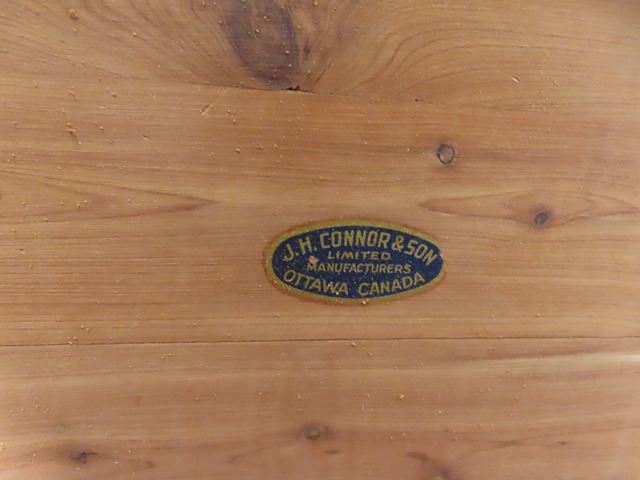 J.H. CONNOR & SON
LIMITED
MANUFACTURERS
OTTAWA CANADA